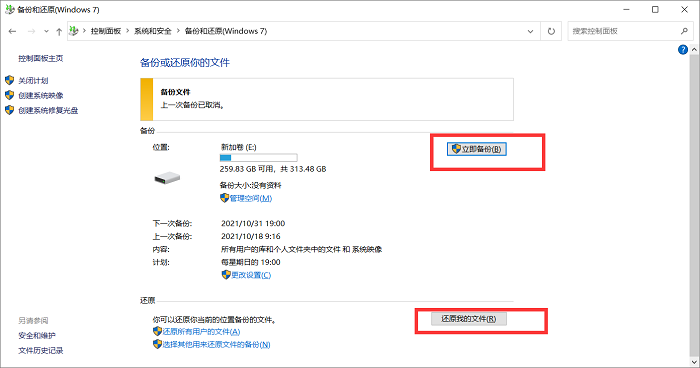 备份和还原(Windows 7)
控制面板 › 系统和安全 › 备份和还原(Windows 7)
搜索控制面板
控制面板主页
关闭计划
创建系统映像
创建系统修复光盘
备份或还原你的文件
备份文件
上一次备份已取消。
备份
位置:
新加卷 (E:)
立即备份(B)
259.83 GB 可用，共 313.48 GB
备份大小:没有资料
管理空间(M)
下一次备份: 2021/10/31 19:00
上一次备份: 2021/10/18 9:16
内容: 所有用户的库和个人文件夹中的文件 和 系统映像
计划: 每星期日的 19:00
更改设置(C)
还原
你可以还原你当前的位置备份的文件。
还原我的文件(R)
还原所有用户的文件(A)
选择其他用来还原文件的备份(N)
另请参阅
安全和维护
文件历史记录